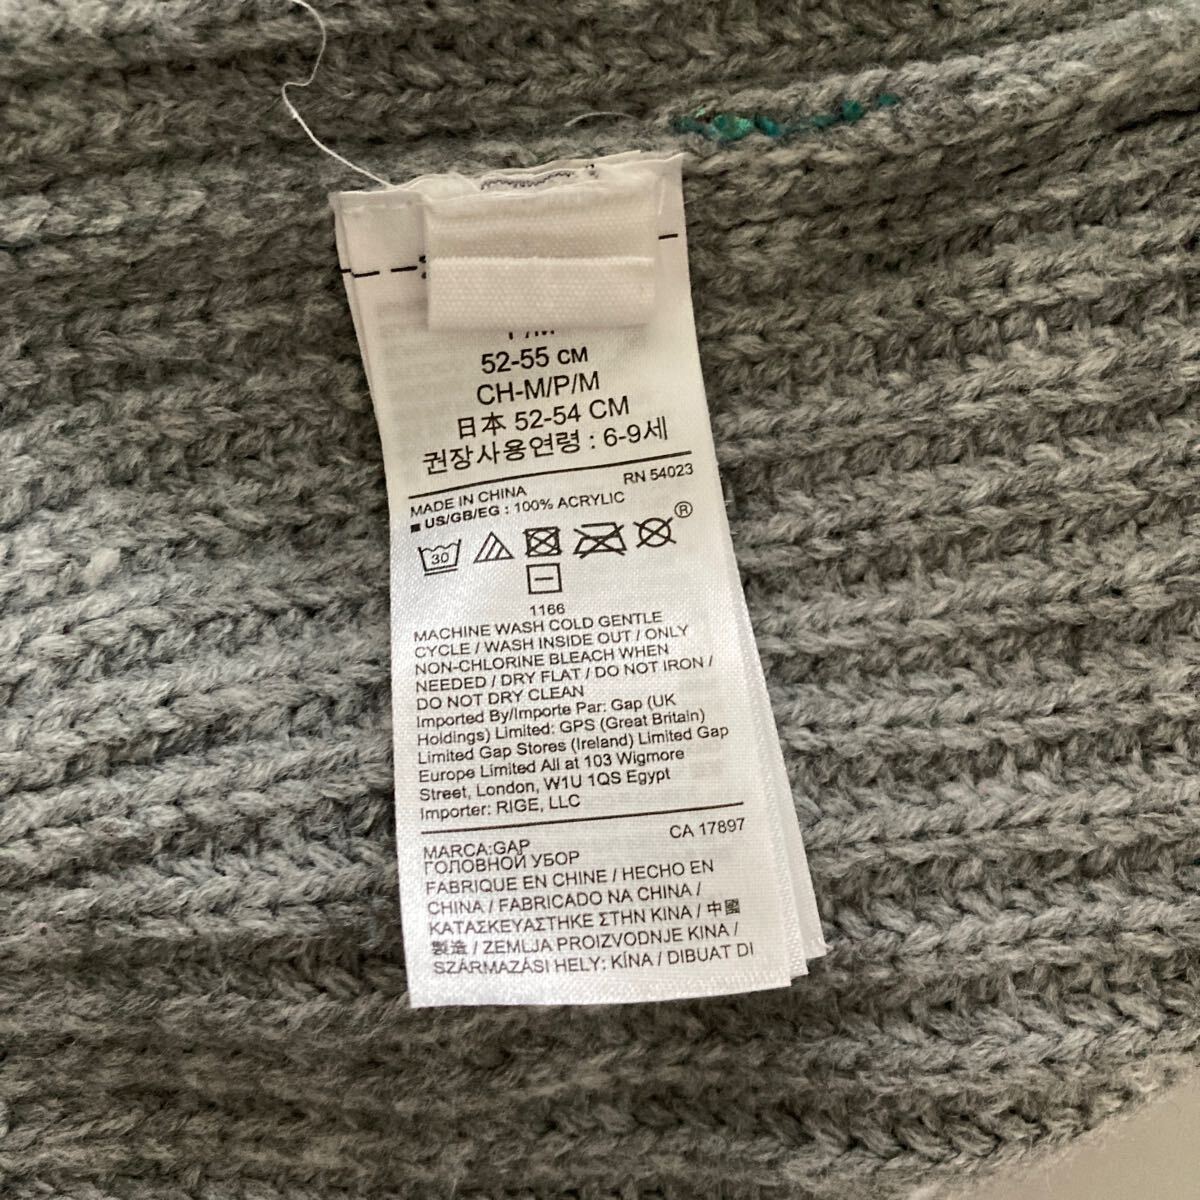 52-55 CM
CH-M/P/M
日本 52-54 CM
권장사용연령 : 6-9세
RN 54023
MADE IN CHINA
US/GB/EG : 100% ACRYLIC
®
30
1166
MACHINE WASH COLD GENTLE
CYCLE / WASH INSIDE OUT / ONLY
NON-CHLORINE BLEACH WHEN
NEEDED / DRY FLAT / DO NOT IRON /
DO NOT DRY CLEAN
Imported By/Importe Par: Gap (UK
Holdings) Limited: GPS (Great Britain)
Limited Gap Stores (Ireland) Limited Gap
Europe Limited All at 103 Wigmore
Street, London, W1U 1QS Egypt
Importer: RIGE, LLC
CA 17897
MARCA:GAP
ГОЛОВНОЙ УБОР
FABRIQUE EN CHINE / HECHO EN
CHINA / FABRICADO NA CHINA /
ΚΑΤΑΣΚΕΥΑΣΤΗΚΕ ΣΤΗΝ ΚΙΝΑ / 中國
製造 / ZEMLJA PROIZVODNJE KINA /
SZÁRMAZÁSI HELY: KÍNA / DIBUAT DI